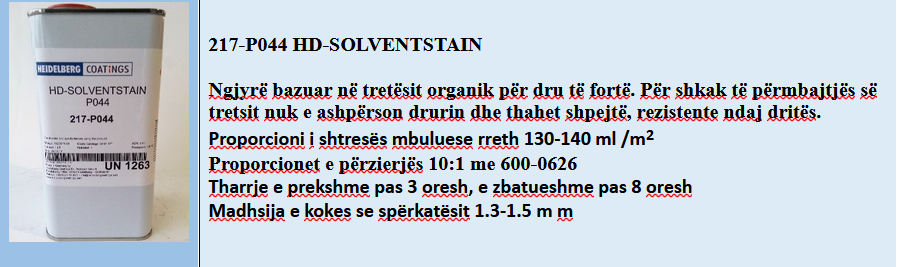 HEIDELBERG COATINGS
HD-SOLVENTSTAIN
P044
217-P044
UN 1263
217-P044 HD-SOLVENTSTAIN
Ngjyrë bazuar në tretësit organik për dru të fortë. Për shkak të përmbajtjës së
tretsit nuk e ashpërson drurin dhe thahet shpejtë, rezistente ndaj dritës.
Proporcioni i shtresës mbuluese rreth 130-140 ml /m²
Proporcionet e përzierjës 10:1 me 600-0626
Tharrje e prekshme pas 3 oresh, e zbatueshme pas 8 oresh
Madhsija e kokes se spërkatësit 1.3-1.5 m m